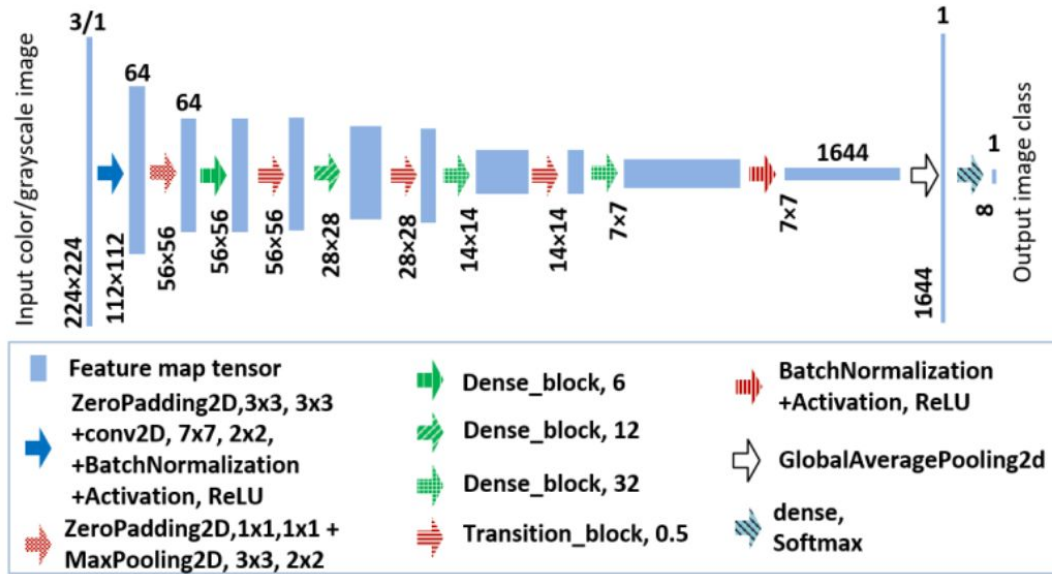 3/1
1
64
64
1644
1
Input color/grayscale image
224×224
112×112
56×56
56×56
56×56
28×28
28×28
14×14
14×14
7×7
7×7
1644
8
Output image class
Feature map tensor
ZeroPadding2D,3x3, 3x3
+conv2D, 7x7, 2x2,
+BatchNormalization
+Activation, ReLU
ZeroPadding2D,1x1,1x1 +
MaxPooling2D, 3x3, 2x2
Dense_block, 6
Dense_block, 12
Dense_block, 32
Transition_block, 0.5
BatchNormalization
+Activation, ReLU
GlobalAveragePooling2d
dense,
Softmax